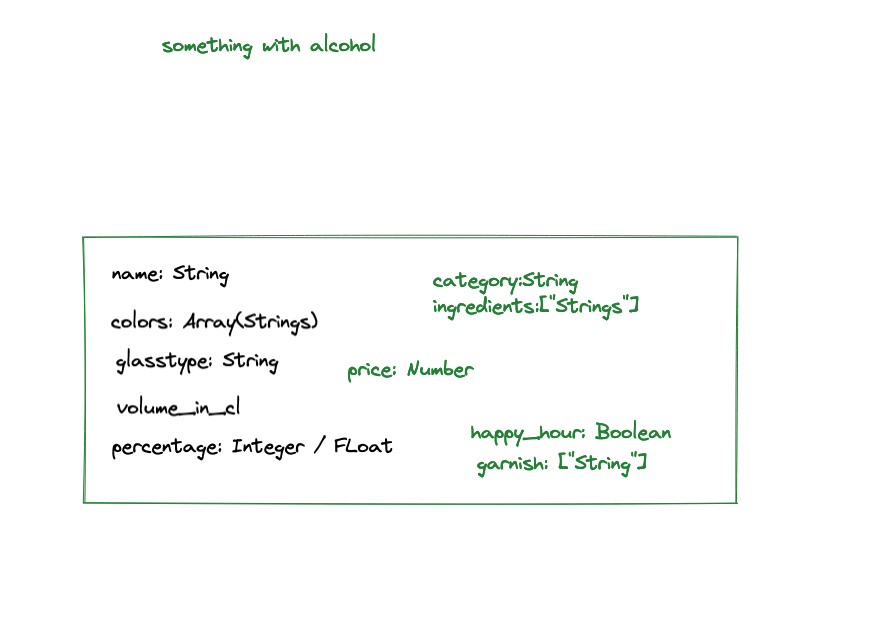 something with alcohol
name: String
category:String
ingredients:["Strings"]
colors: Array(Strings)
glasstype: String
price: Number
volume_in_cl
happy_hour: Boolean
percentage: Integer / FLoat
garnish: ["String"]